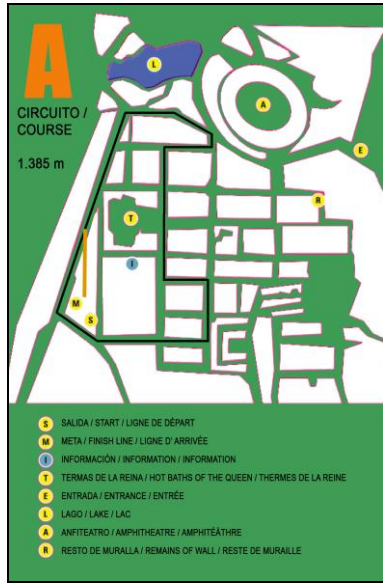 A
CIRCUITO /
COURSE
1.385 m
L
A
E
R
T
I
M
S
S SALIDA / START / LIGNE DE DÉPART
M META / FINISH LINE / LIGNE D' ARRIVÉE
I INFORMACIÓN / INFORMATION / INFORMATION
T TERMAS DE LA REINA / HOT BATHS OF THE QUEEN / THERMES DE LA REINE
E ENTRADA / ENTRANCE / ENTRÉE
L LAGO / LAKE / LAC
A ANFITEATRO / AMPHITHEATRE / AMPHITÉÂTHRE
R RESTO DE MURALLA / REMAINS OF WALL / RESTE DE MURAILLE